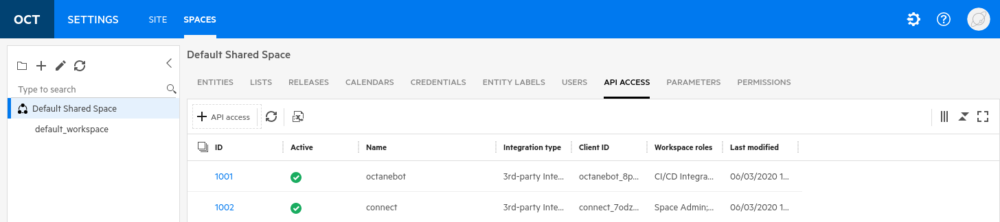 OCT SETTINGS SITE SPACES
Default Shared Space
Type to search
Default Shared Space
default_workspace
ENTITIES LISTS RELEASES CALENDARS CREDENTIALS ENTITY LABELS USERS API ACCESS PARAMETERS PERMISSIONS
API access
ID Active Name Integration type Client ID Workspace roles Last modified
1001 octanebot 3rd-party Inte... octanebot_8p... CI/CD Integra... 06/03/2020 1...
1002 connect 3rd-party Inte... connect_7odz... Space Admin;... 06/03/2020 1...